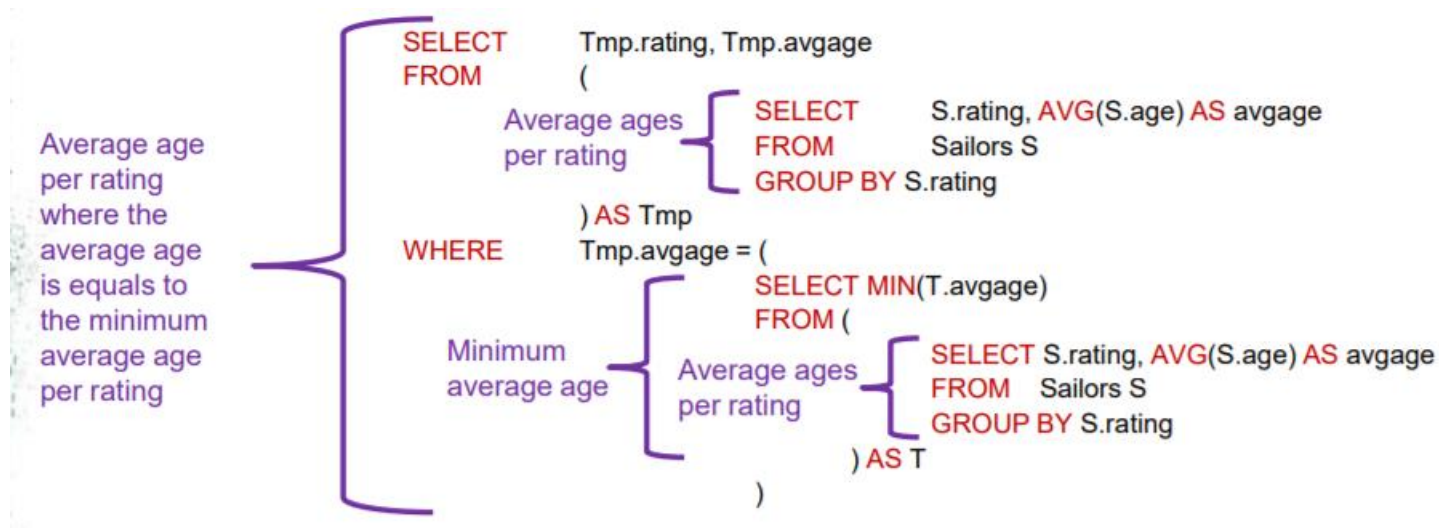 SELECT Tmp.rating, Tmp.avgage
FROM (
Average ages
per rating
SELECT S.rating, AVG(S.age) AS avgage
FROM Sailors S
GROUP BY S.rating
) AS Tmp
WHERE Tmp.avgage = (
Average age
per rating
where the
average age
is equals to
the minimum
average age
per rating
SELECT MIN(T.avgage)
FROM (
Minimum
average age
Average ages
per rating
SELECT S.rating, AVG(S.age) AS avgage
FROM Sailors S
GROUP BY S.rating
) AS T
)